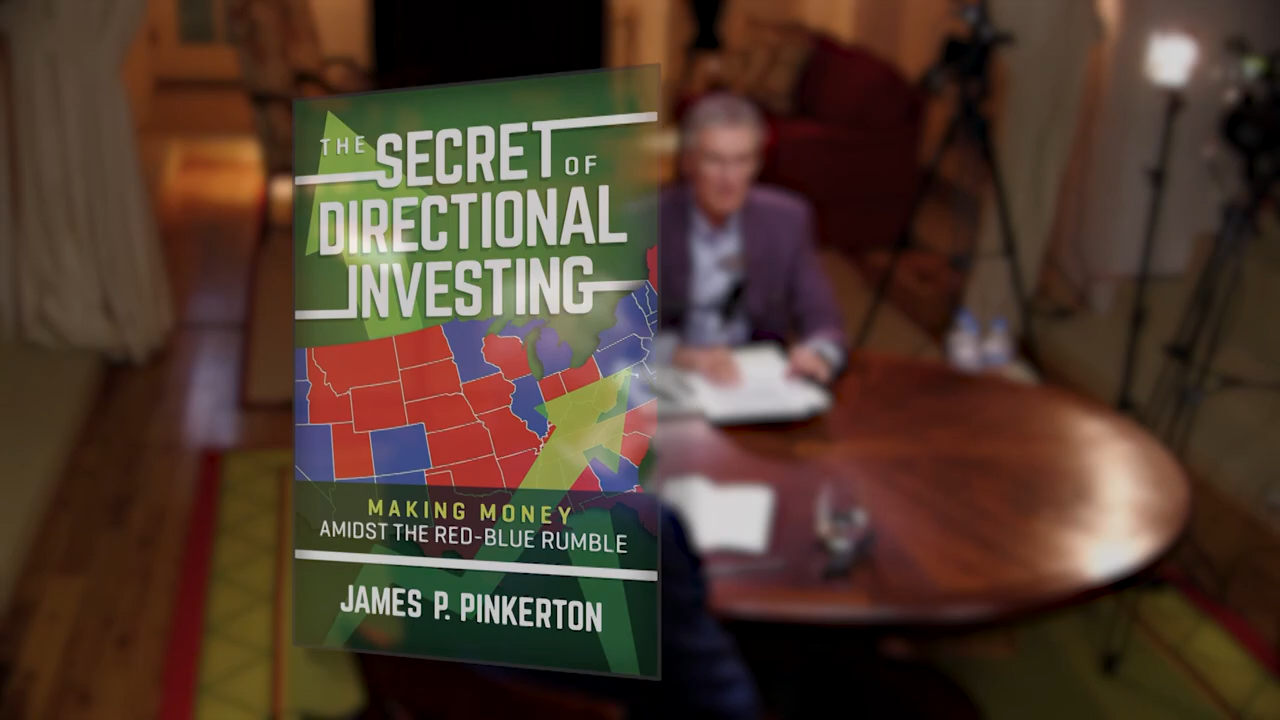 THE SECRET OF
DIRECTIONAL
INVESTING
MAKING MONEY
AMIDST THE RED-BLUE RUMBLE
JAMES P. PINKERTON